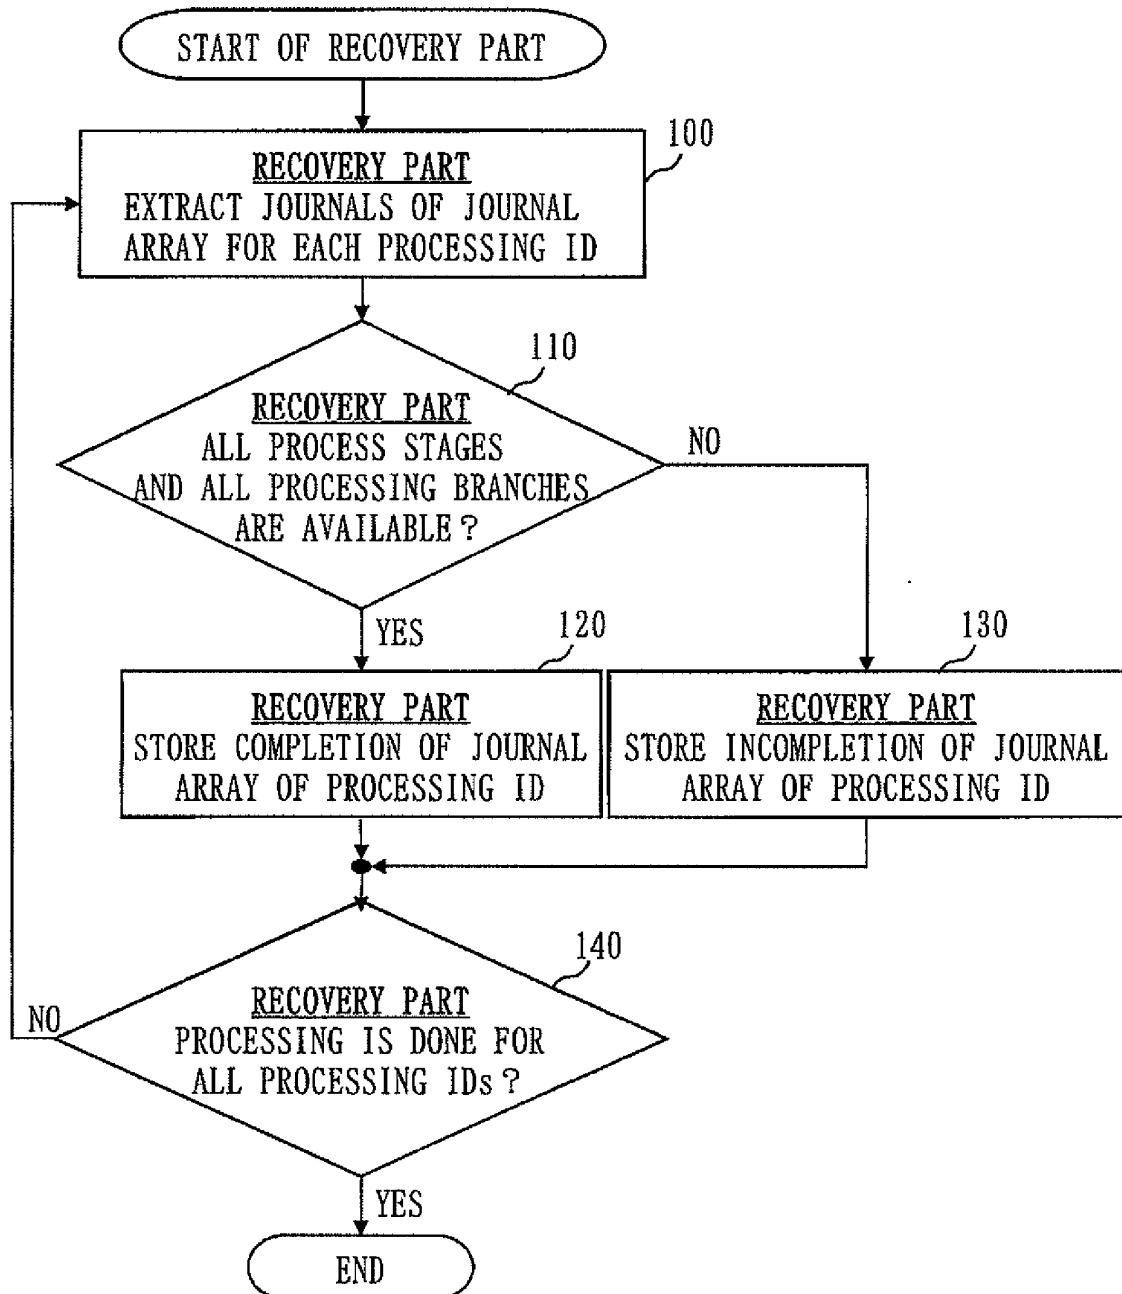 START OF RECOVERY PART
100
RECOVERY PART
EXTRACT JOURNALS OF JOURNAL
ARRAY FOR EACH PROCESSING ID
110
RECOVERY PART
ALL PROCESS STAGES
AND ALL PROCESSING BRANCHES
ARE AVAILABLE?
NO
YES
120
RECOVERY PART
STORE COMPLETION OF JOURNAL
ARRAY OF PROCESSING ID
130
RECOVERY PART
STORE INCOMPLETION OF JOURNAL
ARRAY OF PROCESSING ID
140
RECOVERY PART
PROCESSING IS DONE FOR
ALL PROCESSING IDs?
NO
YES
END